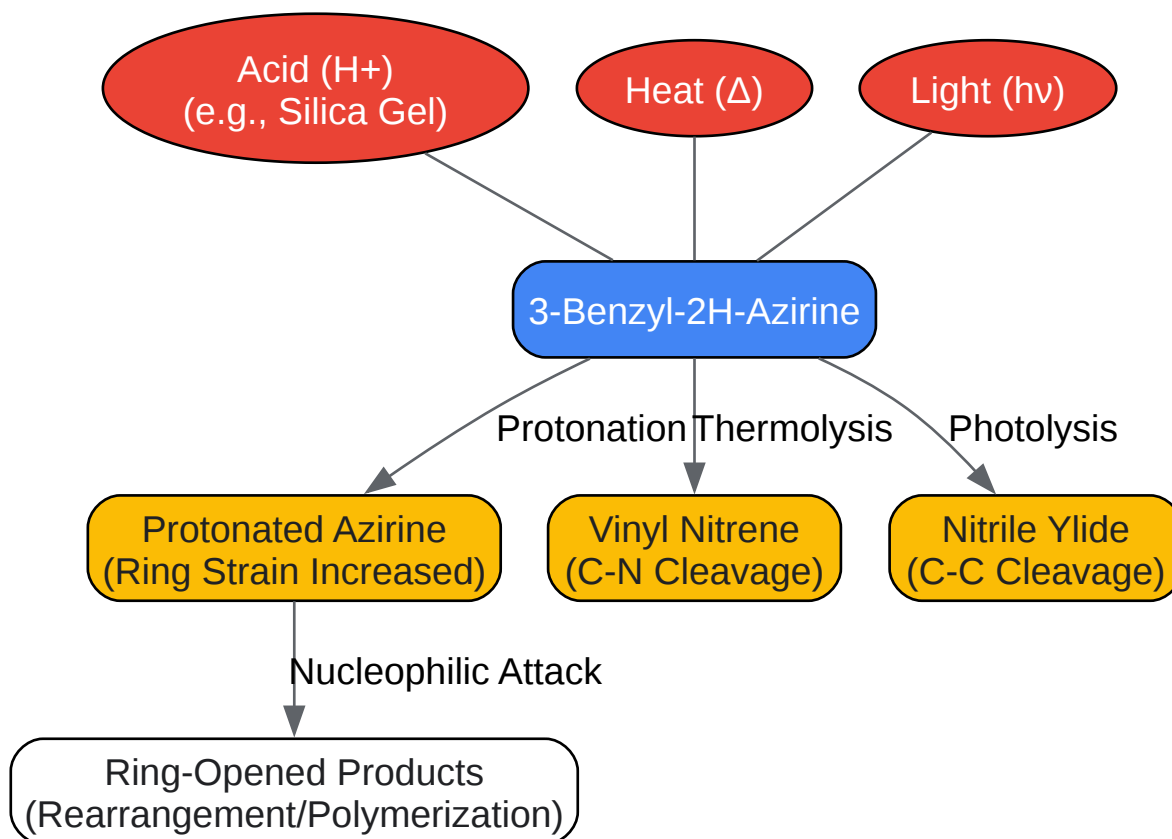 Acid (H+)
(e.g., Silica Gel)
Heat (Δ)
Light (hν)
3-Benzyl-2H-Azirine
Protonation
Thermolysis
Photolysis
Protonated Azirine
(Ring Strain Increased)
Vinyl Nitrene
(C-N Cleavage)
Nitrile Ylide
(C-C Cleavage)
Nucleophilic Attack
Ring-Opened Products
(Rearrangement/Polymerization)